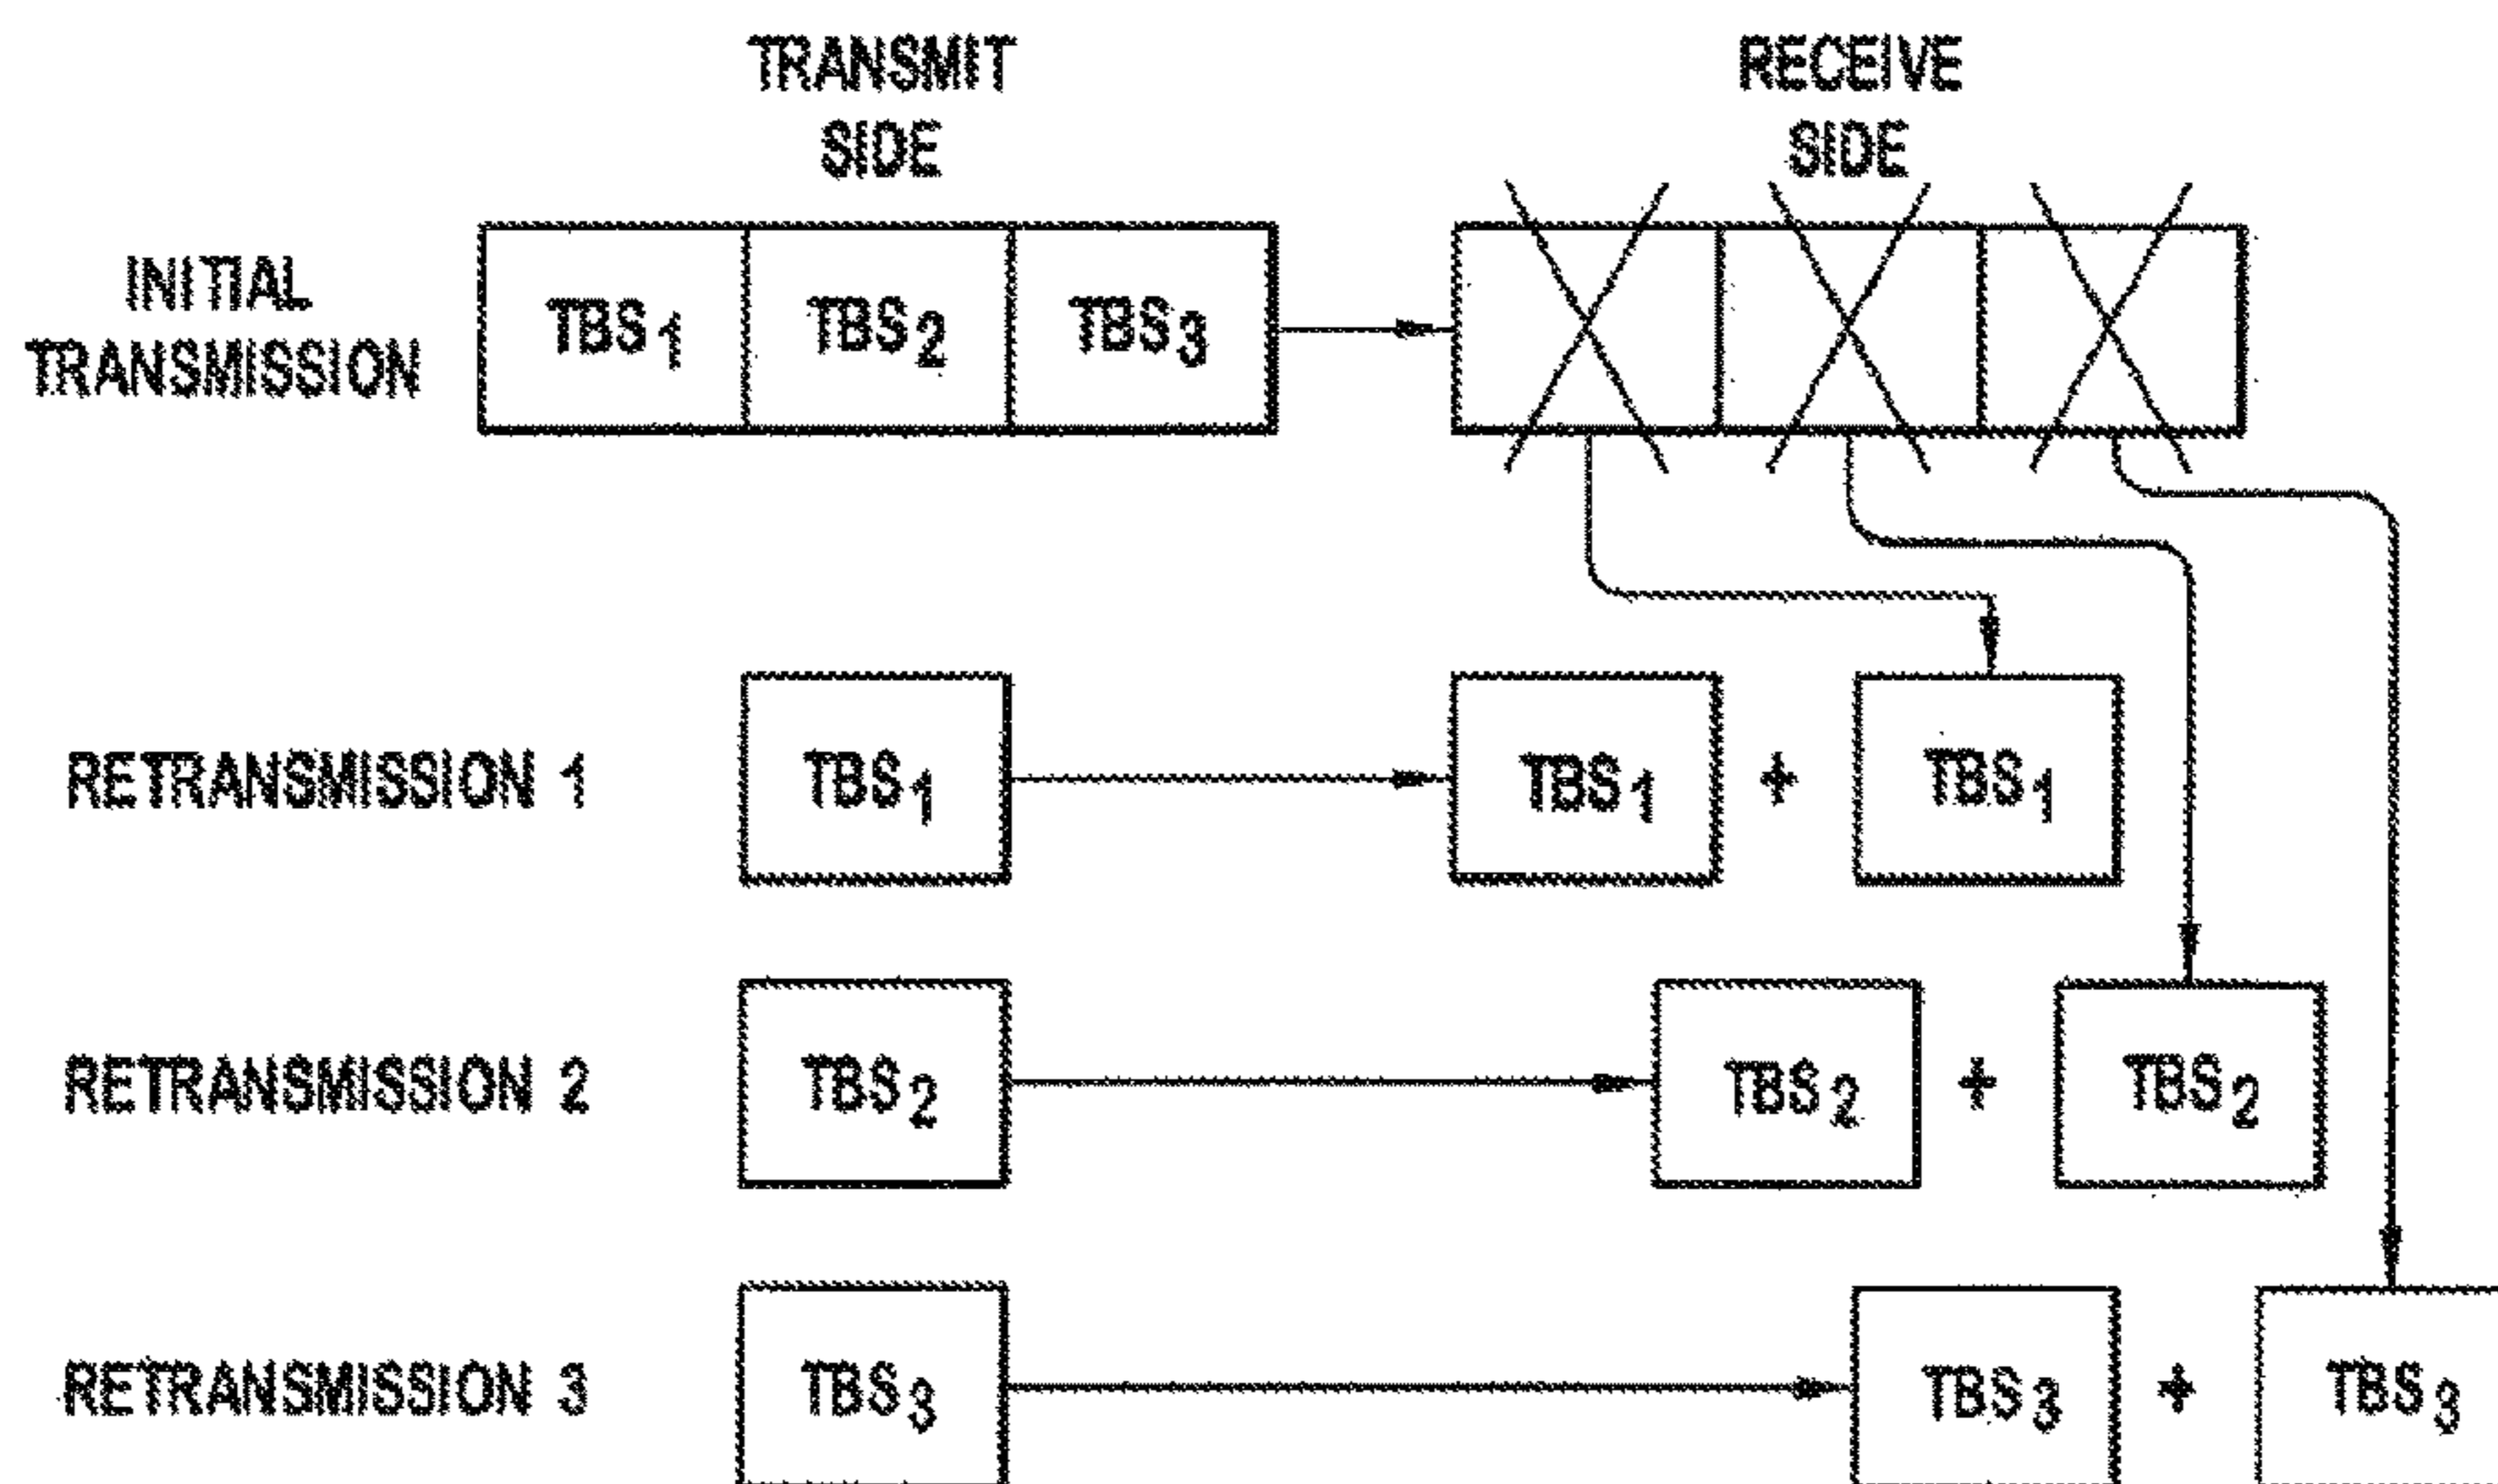 TRANSMIT
SIDE
RECEIVE
SIDE
INITIAL
TRANSMISSION
TBS1 TBS2 TBS3
RETRANSMISSION 1 TBS1 TBS1 + TBS1
RETRANSMISSION 2 TBS2 TBS2 + TBS2
RETRANSMISSION 3 TBS3 TBS3 + TBS3